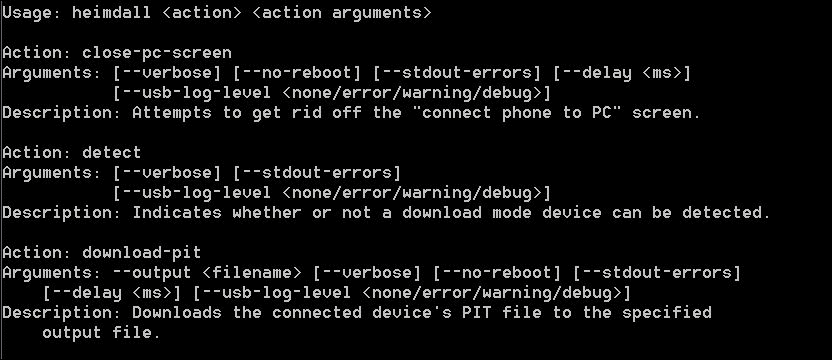 Usage: heimdall <action> <action arguments>

Action: close-pc-screen
Arguments: [--verbose] [--no-reboot] [--stdout-errors] [--delay <ms>]
           [--usb-log-level <none/error/warning/debug>]
Description: Attempts to get rid off the "connect phone to PC" screen.

Action: detect
Arguments: [--verbose] [--stdout-errors]
           [--usb-log-level <none/error/warning/debug>]
Description: Indicates whether or not a download mode device can be detected.

Action: download-pit
Arguments: --output <filename> [--verbose] [--no-reboot] [--stdout-errors]
    [--delay <ms>] [--usb-log-level <none/error/warning/debug>]
Description: Downloads the connected device's PIT file to the specified
    output file.